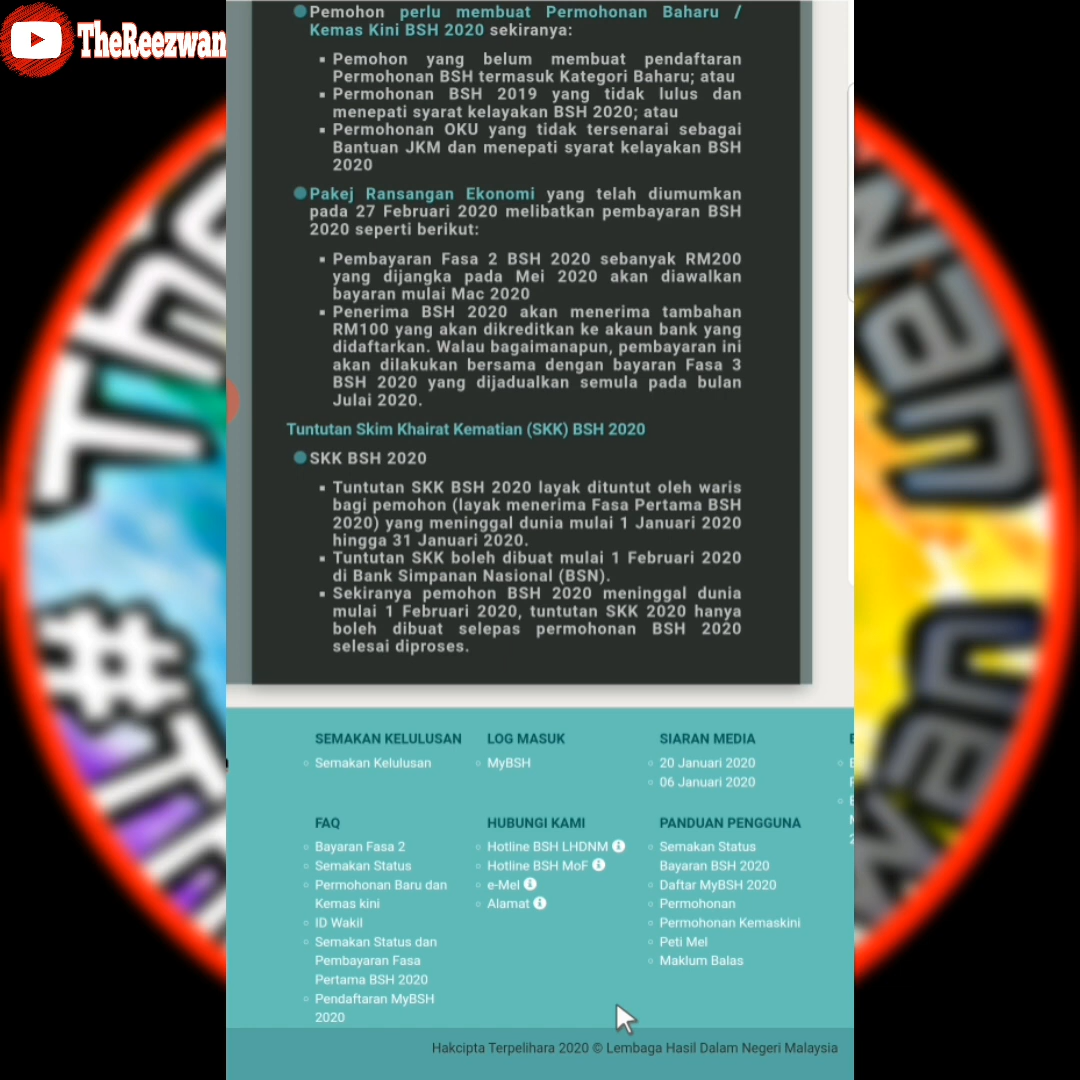 TheReezwan
Pemohon perlu membuat Permohonan Baharu /
Kemas Kini BSH 2020 sekiranya:
Pemohon yang belum membuat pendaftaran
Permohonan BSH termasuk Kategori Baharu; atau
Permohonan BSH 2019 yang tidak lulus dan
menepati syarat kelayakan BSH 2020; atau
Permohonan OKU yang tidak tersenarai sebagai
Bantuan JKM dan menepati syarat kelayakan BSH
2020
Pakej Ransangan Ekonomi yang telah diumumkan
pada 27 Februari 2020 melibatkan pembayaran BSH
2020 seperti berikut:
Pembayaran Fasa 2 BSH 2020 sebanyak RM200
yang dijangka pada Mei 2020 akan diawalkan
bayaran mulai Mac 2020
Penerima BSH 2020 akan menerima tambahan
RM100 yang akan dikreditkan ke akaun bank yang
didaftarkan. Walau bagaimanapun, pembayaran ini
akan dilakukan bersama dengan bayaran Fasa 3
BSH 2020 yang dijadualkan semula pada bulan
Julai 2020.
Tuntutan Skim Khairat Kematian (SKK) BSH 2020
SKK BSH 2020
Tuntutan SKK BSH 2020 layak dituntut oleh waris
bagi pemohon (layak menerima Fasa Pertama BSH
2020) yang meninggal dunia mulai 1 Januari 2020
hingga 31 Januari 2020.
Tuntutan SKK boleh dibuat mulai 1 Februari 2020
di Bank Simpanan Nasional (BSN).
Sekiranya pemohon BSH 2020 meninggal dunia
mulai 1 Februari 2020, tuntutan SKK 2020 hanya
boleh dibuat selepas permohonan BSH 2020
selesai diproses.
SEMAKAN KELULUSAN
Semakan Kelulusan
LOG MASUK
MyBSH
SIARAN MEDIA
20 Januari 2020
06 Januari 2020
FAQ
Bayaran Fasa 2
Semakan Status
Permohonan Baru dan
Kemas kini
ID Wakil
Semakan Status dan
Pembayaran Fasa
Pertama BSH 2020
Pendaftaran MyBSH
2020
HUBUNGI KAMI
Hotline BSH LHDNM
Hotline BSH MoF
e-Mel
Alamat
PANDUAN PENGGUNA
Semakan Status
Bayaran BSH 2020
Daftar MyBSH 2020
Permohonan
Permohonan Kemaskini
Peti Mel
Maklum Balas
Hakcipta Terpelihara 2020 © Lembaga Hasil Dalam Negeri Malaysia